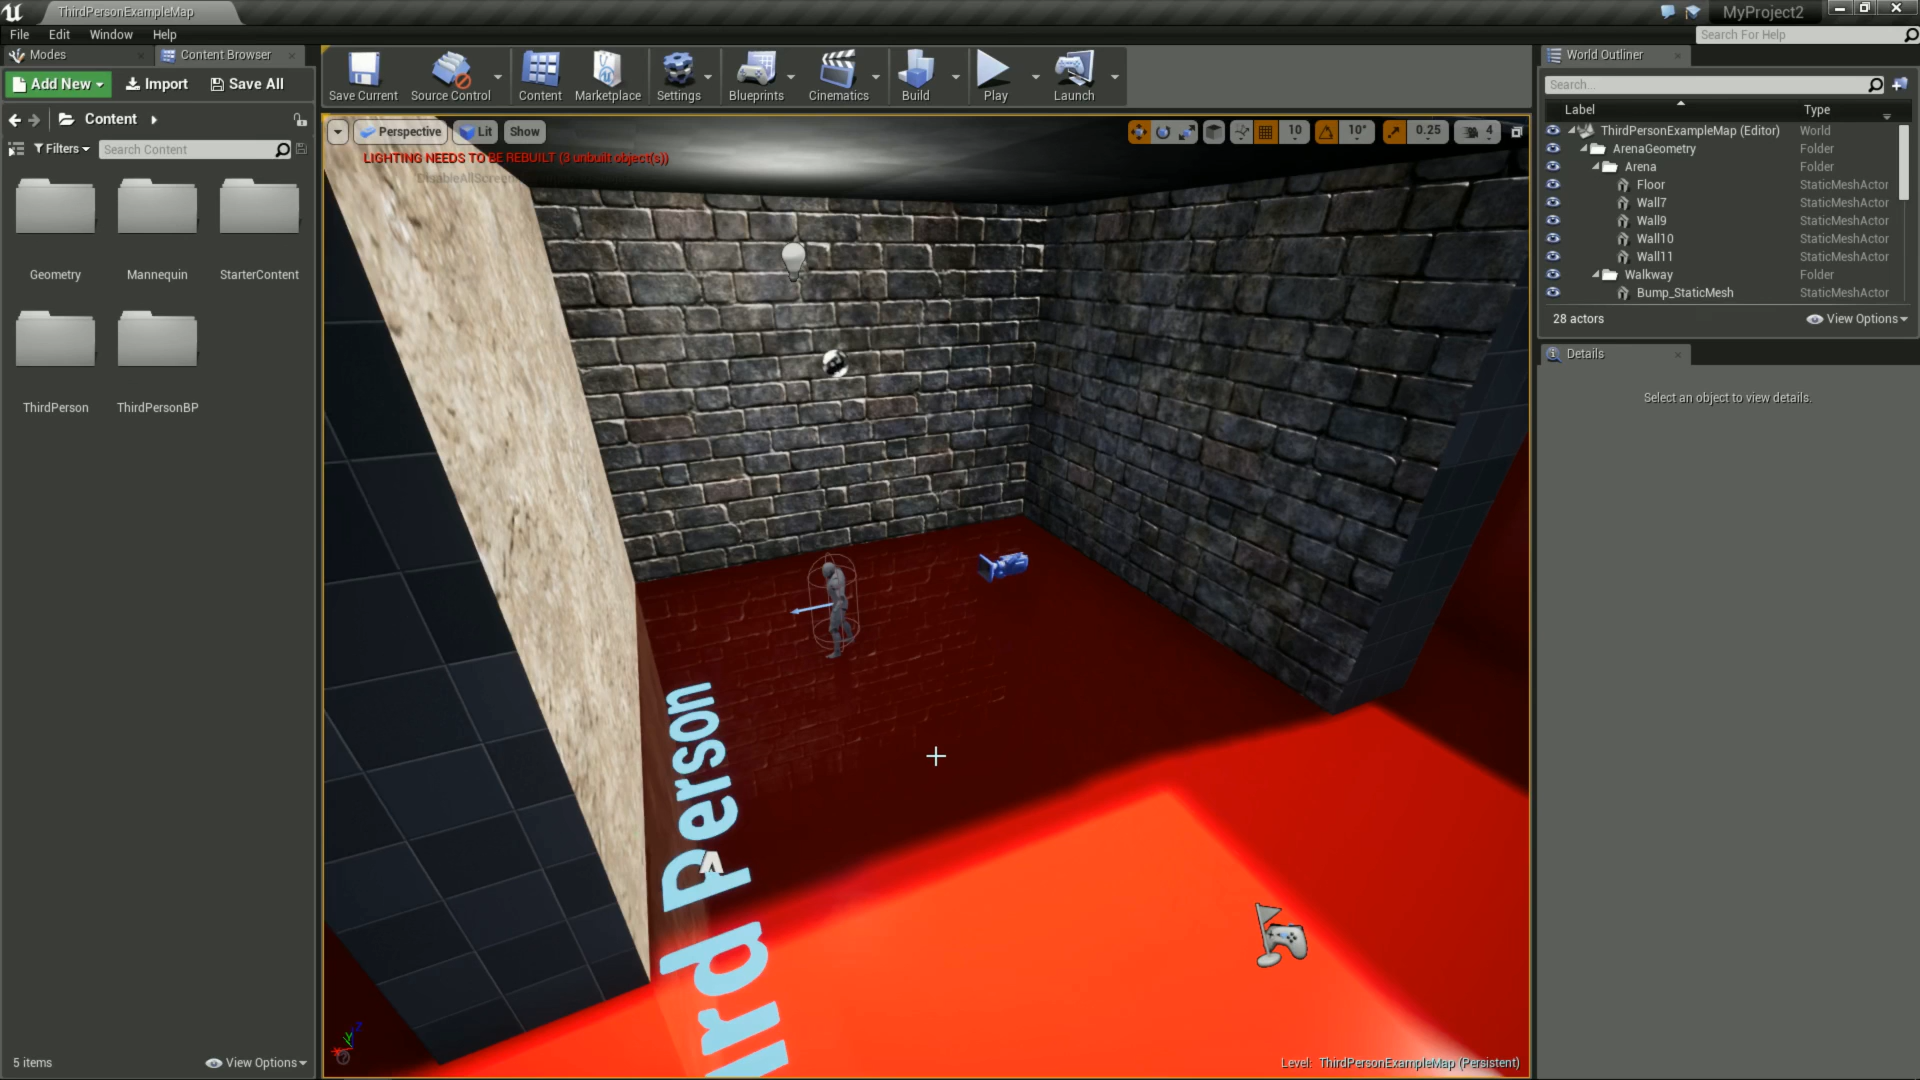 ThirdPersonExampleMap
MyProject2
File Edit Window Help
Search For Help
Modes
Content Browser
World Outliner
Add New
Import
Save All
Save Current
Source Control
Content
Marketplace
Settings
Blueprints
Cinematics
Build
Play
Launch
Search...
Label
Type
Content
Filters
Search Content
Perspective
Lit
Show
10
10°
0.25
4
LIGHTING NEEDS TO BE REBUILT (3 unbuilt object(s))
ThirdPersonExampleMap (Editor) World
ArenaGeometry Folder
Arena Folder
Floor StaticMeshActor
Wall7 StaticMeshActor
Wall9 StaticMeshActor
Wall10 StaticMeshActor
Wall11 StaticMeshActor
Walkway Folder
Bump_StaticMesh StaticMeshActor
28 actors
View Options
Details
Select an object to view details.
Geometry
Mannequin
StarterContent
ThirdPerson
ThirdPersonBP
ird Person
5 items
View Options
Level: ThirdPersonExampleMap (Persistent)